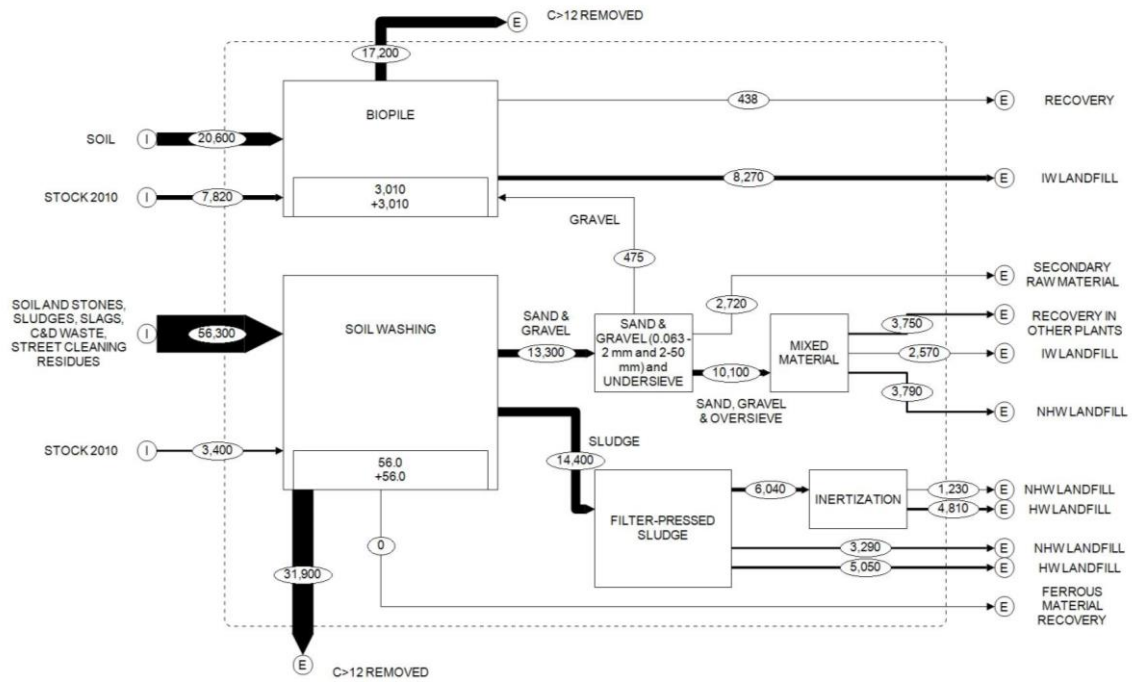 E
C>12 REMOVED
17,200
BIOPILE
438
E
RECOVERY
SOIL
I
20,600
8,270
E
IW LANDFILL
STOCK 2010
I
7,820
3,010
+3,010
GRAVEL
475
SOIL AND STONES,
SLUDGES, SLAGS,
C&D WASTE,
STREET CLEANING
RESIDUES
I
56,300
SOIL WASHING
SAND &
GRAVEL
13,300
SAND &
GRAVEL (0.063 -
2 mm and 2-50
mm) and
UNDERSIEVE
2,720
E
SECONDARY
RAW MATERIAL
10,100
SAND, GRAVEL
& OVERSIEVE
MIXED
MATERIAL
3,750
E
RECOVERY IN
OTHER PLANTS
2,570
E
IW LANDFILL
3,790
E
NHW LANDFILL
STOCK 2010
I
3,400
56.0
+56.0
SLUDGE
14,400
FILTER-PRESSED
SLUDGE
6,040
INERTIZATION
1,230
E
NHW LANDFILL
4,810
E
HW LANDFILL
3,290
E
NHW LANDFILL
5,050
E
HW LANDFILL
0
E
FERROUS
MATERIAL
RECOVERY
31,900
E
C>12 REMOVED